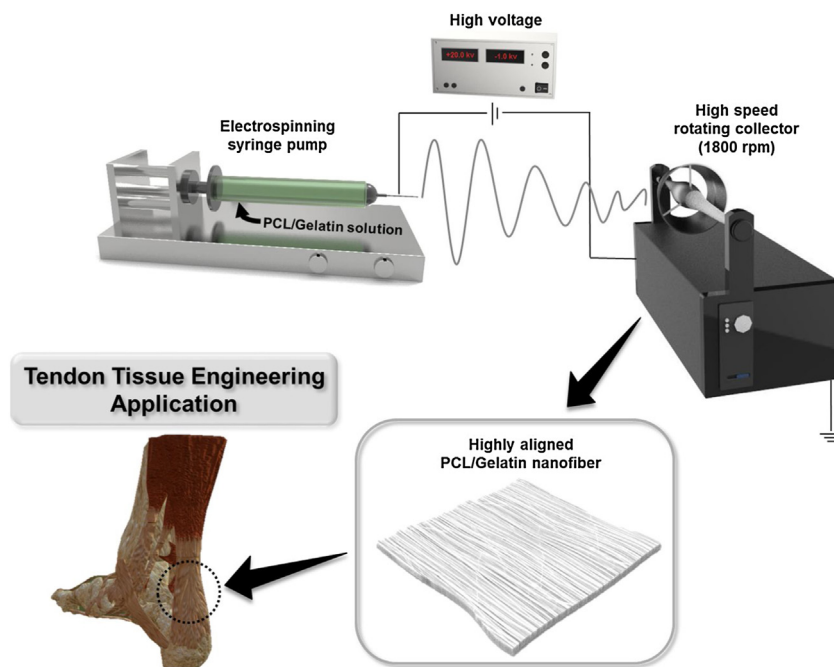 High voltage
+20.0 kv
-1.0 kv
Electrospinning
syringe pump
High speed
rotating collector
(1800 rpm)
PCL/Gelatin solution
Tendon Tissue Engineering
Application
Highly aligned
PCL/Gelatin nanofiber